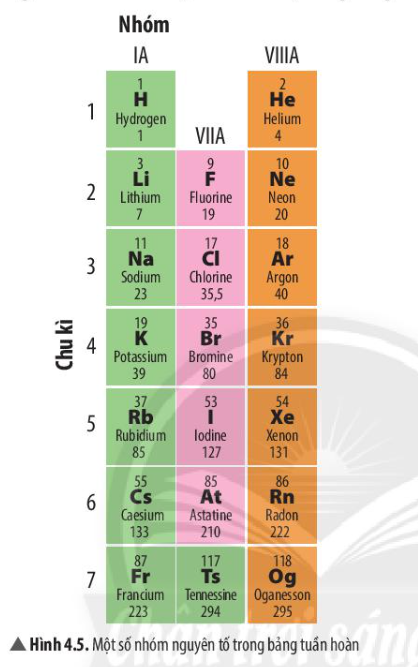 Nhóm
IA
VIIIA
1
1
H
Hydrogen
1
2
He
Helium
4
VIIA
2
3
Li
Lithium
7
9
F
Fluorine
19
10
Ne
Neon
20
3
11
Na
Sodium
23
17
Cl
Chlorine
35,5
18
Ar
Argon
40
Chu kì
4
19
K
Potassium
39
35
Br
Bromine
80
36
Kr
Krypton
84
5
37
Rb
Rubidium
85
53
I
Iodine
127
54
Xe
Xenon
131
6
55
Cs
Caesium
133
85
At
Astatine
210
86
Rn
Radon
222
7
87
Fr
Francium
223
117
Ts
Tennessine
294
118
Og
Oganesson
295
▲ Hình 4.5. Một số nhóm nguyên tố trong bảng tuần hoàn
Chân trời sáng